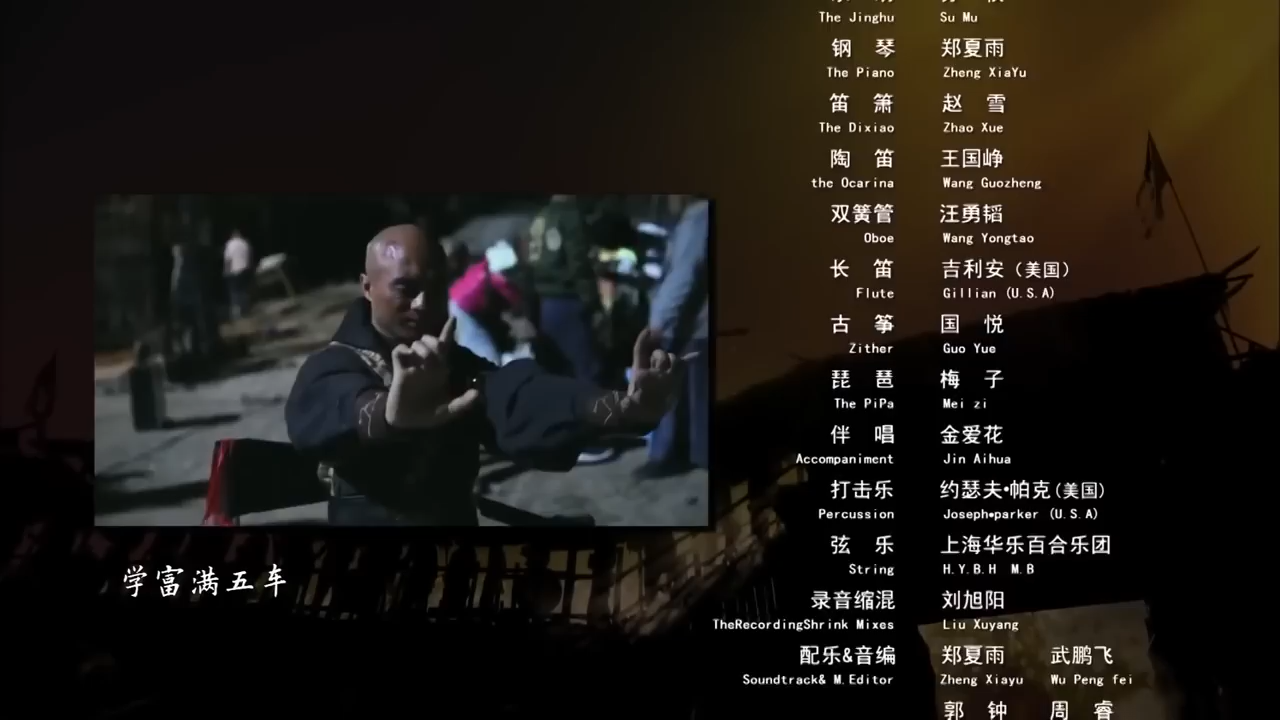 The Jinghu Su Mu
钢 琴 郑夏雨
The Piano Zheng XiaYu
笛 箫 赵 雪
The Dixiao Zhao Xue
陶 笛 王国峥
the Ocarina Wang Guozheng
双簧管 汪勇韬
Oboe Wang Yongtao
长 笛 吉利安（美国）
Flute Gillian (U.S.A)
古 筝 国 悦
Zither Guo Yue
琵 琶 梅 子
The PiPa Mei zi
伴 唱 金爱花
Accompaniment Jin Aihua
打击乐 约瑟夫•帕克(美国)
Percussion Joseph•parker (U.S.A)
弦 乐 上海华乐百合乐团
String H.Y.B.H M.B
录音缩混 刘旭阳
TheRecordingShrink Mixes Liu Xuyang
配乐&音编 郑夏雨 武鹏飞
Soundtrack& M.Editor Zheng Xiayu Wu Peng fei
郭 钟 周 睿
学富满五车